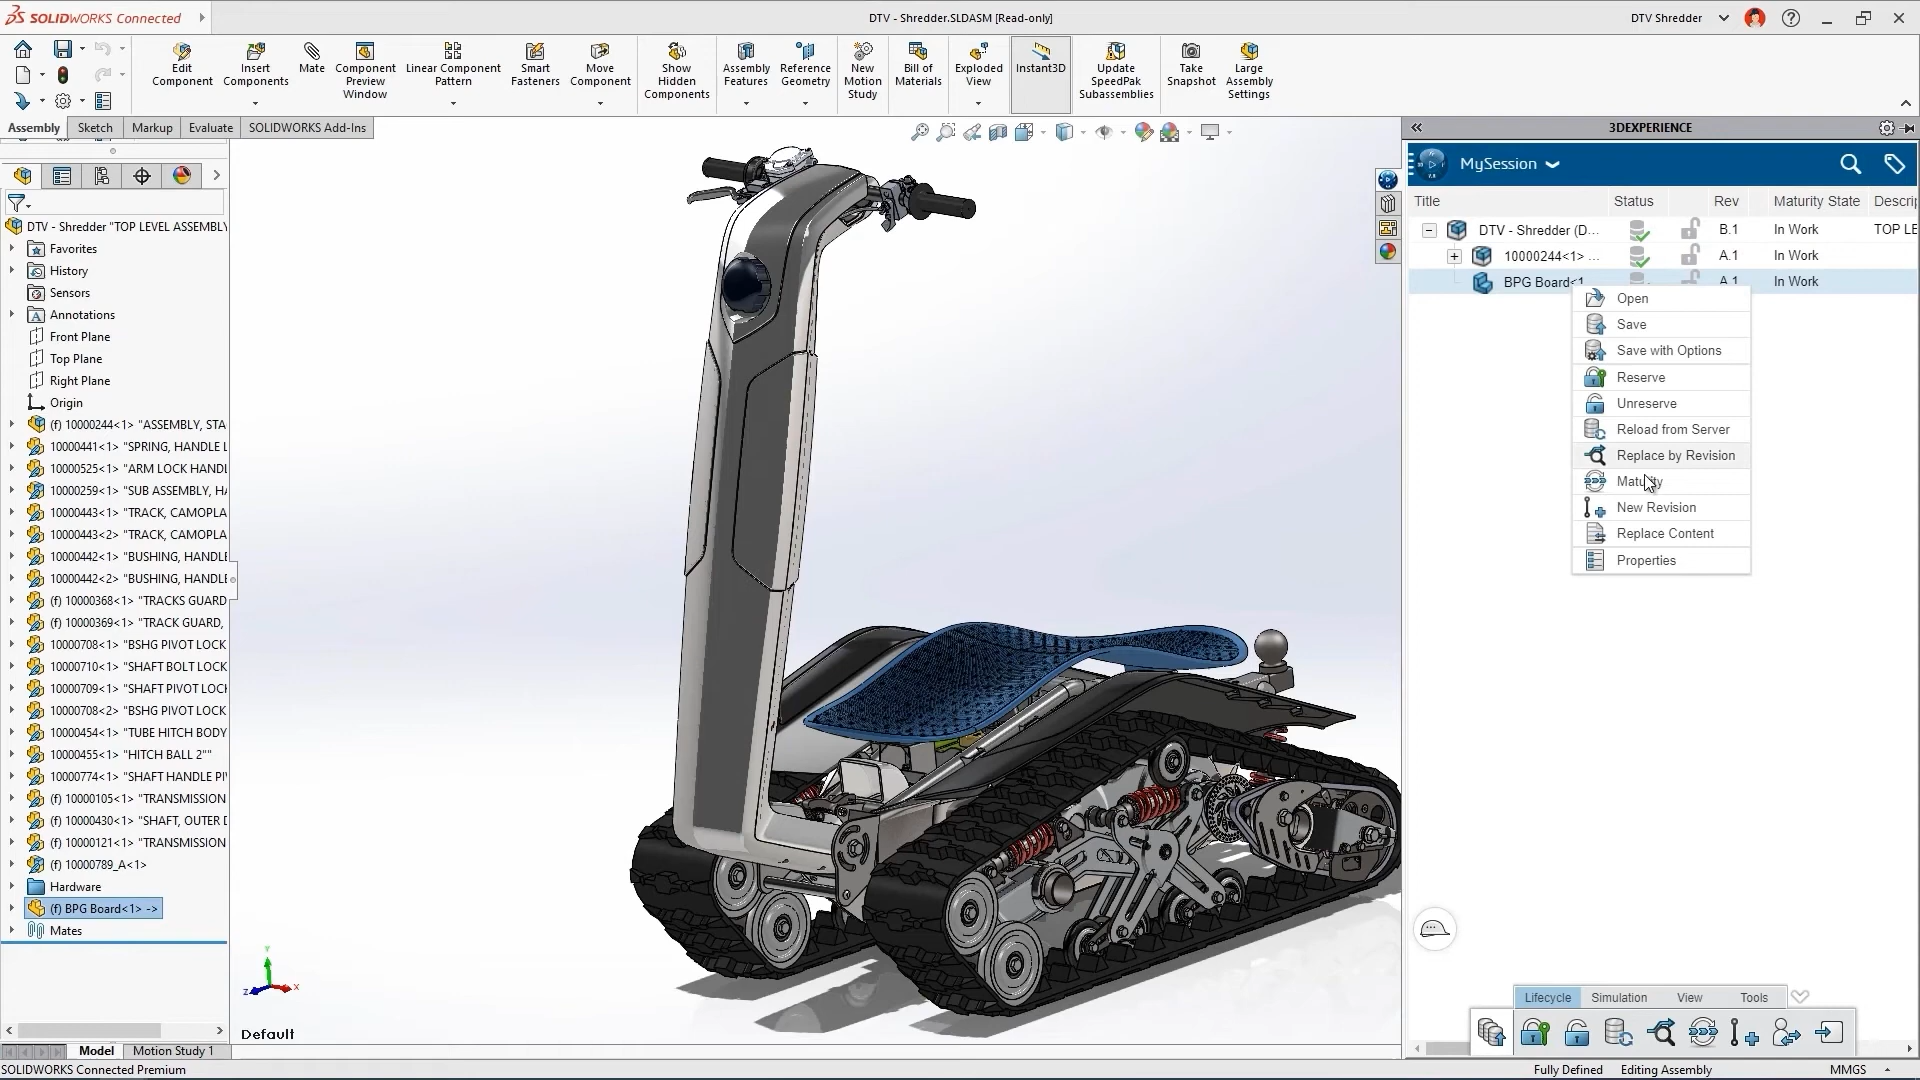 SOLIDWORKS Connected
DTV - Shredder.SLDASM [Read-only]
DTV Shredder
Edit Component
Insert Components
Mate
Component Preview Window
Linear Component Pattern
Smart Fasteners
Move Component
Show Hidden Components
Assembly Features
Reference Geometry
New Motion Study
Bill of Materials
Exploded View
Instant3D
Update SpeedPak Subassemblies
Take Snapshot
Large Assembly Settings
Assembly Sketch Markup Evaluate SOLIDWORKS Add-Ins
DTV - Shredder "TOP LEVEL ASSEMBLY
Favorites
History
Sensors
Annotations
Front Plane
Top Plane
Right Plane
Origin
(f) 10000244<1> "ASSEMBLY, STA
10000441<1> "SPRING, HANDLE L
10000525<1> "ARM LOCK HANDL
10000259<1> "SUB ASSEMBLY, HA
10000443<1> "TRACK, CAMOPLA
10000443<2> "TRACK, CAMOPLA
10000442<1> "BUSHING, HANDLE
10000442<2> "BUSHING, HANDLE
(f) 10000368<1> "TRACKS GUARD
(f) 10000369<1> "TRACK GUARD,
10000708<1> "BSHG PIVOT LOCK
10000710<1> "SHAFT BOLT LOCK
10000709<1> "SHAFT PIVOT LOCK
10000708<2> "BSHG PIVOT LOCK
10000454<1> "TUBE HITCH BODY
10000455<1> "HITCH BALL 2""
10000774<1> "SHAFT HANDLE PI
(f) 10000105<1> "TRANSMISSION
(f) 10000430<1> "SHAFT, OUTER D
(f) 10000121<1> "TRANSMISSION
(f) 10000789_A<1>
Hardware
(f) BPG Board<1> ->
Mates
Y
Z X
Default
Model Motion Study 1
SOLIDWORKS Connected Premium
3DEXPERIENCE
MySession
Title Status Rev Maturity State Descrip
DTV - Shredder (D... B.1 In Work TOP LE
10000244<1> ... A.1 In Work
BPG Board<1 A.1 In Work
Open
Save
Save with Options
Reserve
Unreserve
Reload from Server
Replace by Revision
Maturity
New Revision
Replace Content
Properties
Lifecycle Simulation View Tools
Fully Defined Editing Assembly MMGS